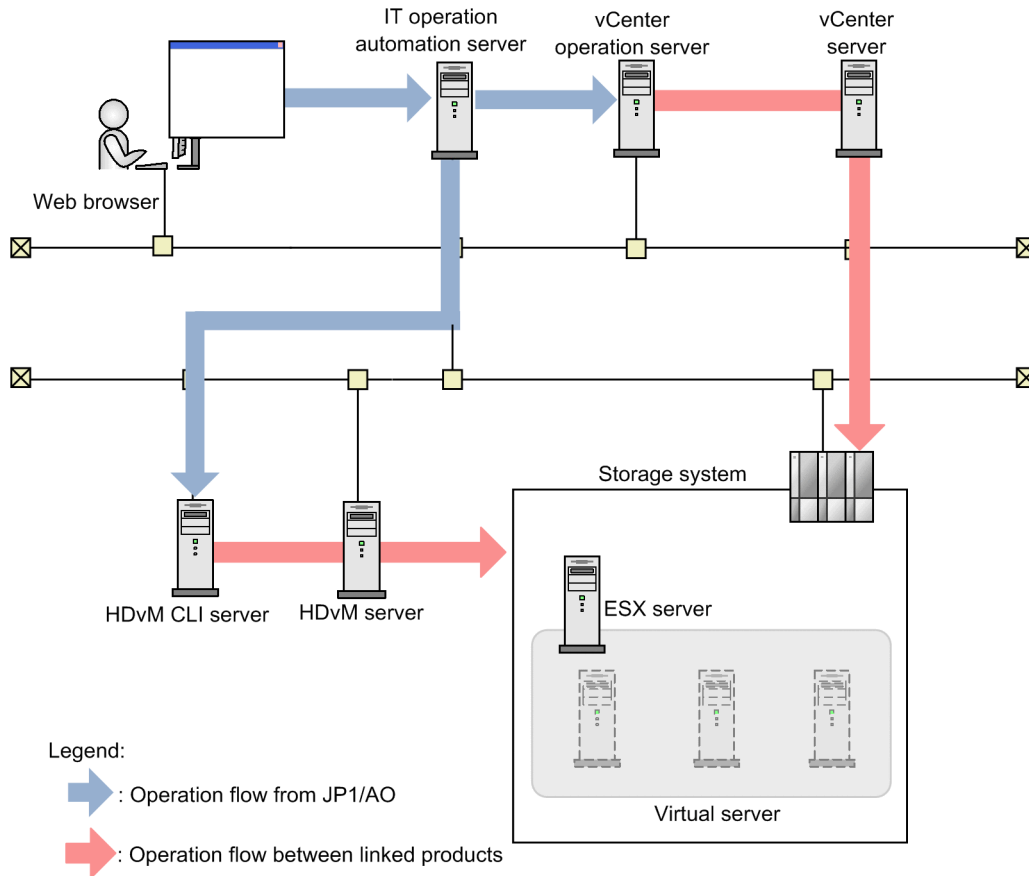 IT operation
automation server
vCenter
operation server
vCenter
server
Web browser
Storage system
HDvM CLI server
HDvM server
ESX server
Virtual server
Legend:
: Operation flow from JP1/AO
: Operation flow between linked products